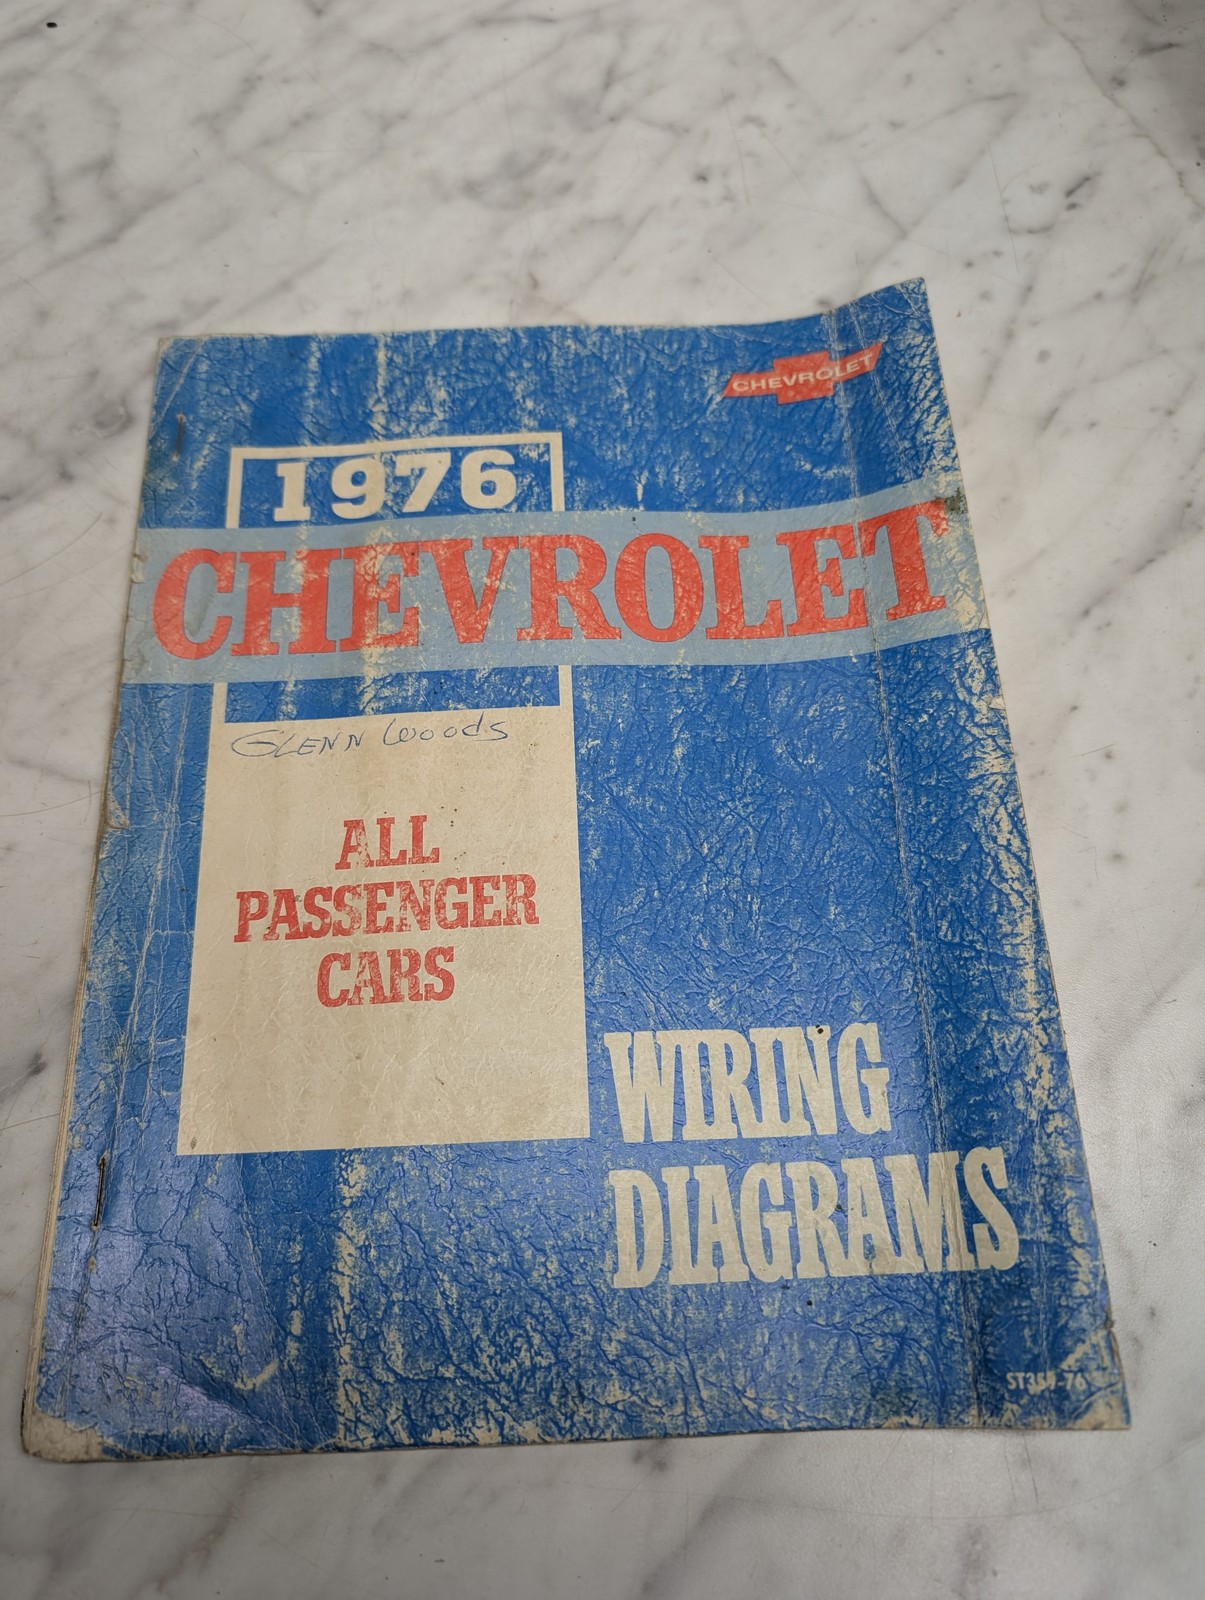 CHEVROLET
1976
CHEVROLET
Glenn Woods
ALL
PASSENGER
CARS
WIRING
DIAGRAMS